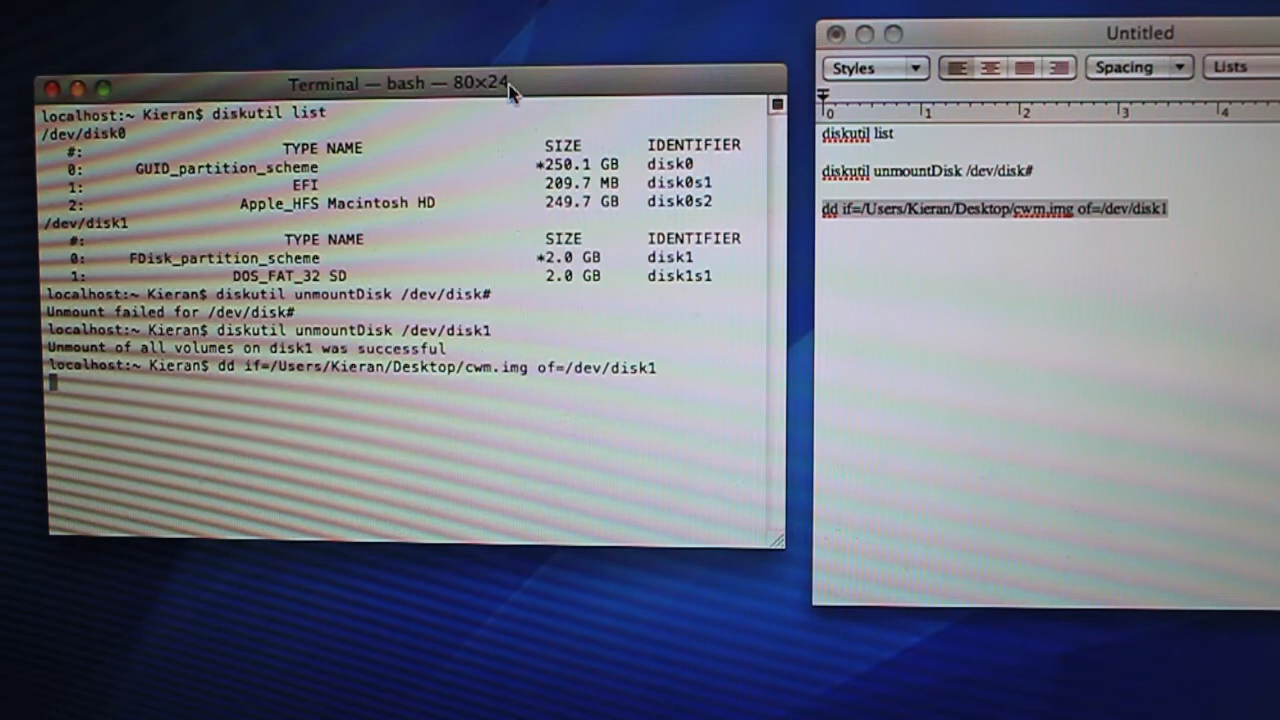 Terminal — bash — 80×24
localhost:~ Kieran$ diskutil list
/dev/disk0
#: TYPE NAME SIZE IDENTIFIER
0: GUID_partition_scheme *250.1 GB disk0
1: EFI 209.7 MB disk0s1
2: Apple_HFS Macintosh HD 249.7 GB disk0s2
/dev/disk1
#: TYPE NAME SIZE IDENTIFIER
0: FDisk_partition_scheme *2.0 GB disk1
1: DOS_FAT_32 SD 2.0 GB disk1s1
localhost:~ Kieran$ diskutil unmountDisk /dev/disk#
Unmount failed for /dev/disk#
localhost:~ Kieran$ diskutil unmountDisk /dev/disk1
Unmount of all volumes on disk1 was successful
localhost:~ Kieran$ dd if=/Users/Kieran/Desktop/cwm.img of=/dev/disk1
Untitled
Styles Spacing Lists
0 1 2 3 4
diskutil list
diskutil unmountDisk /dev/disk#
dd if=/Users/Kieran/Desktop/cwm.img of=/dev/disk1